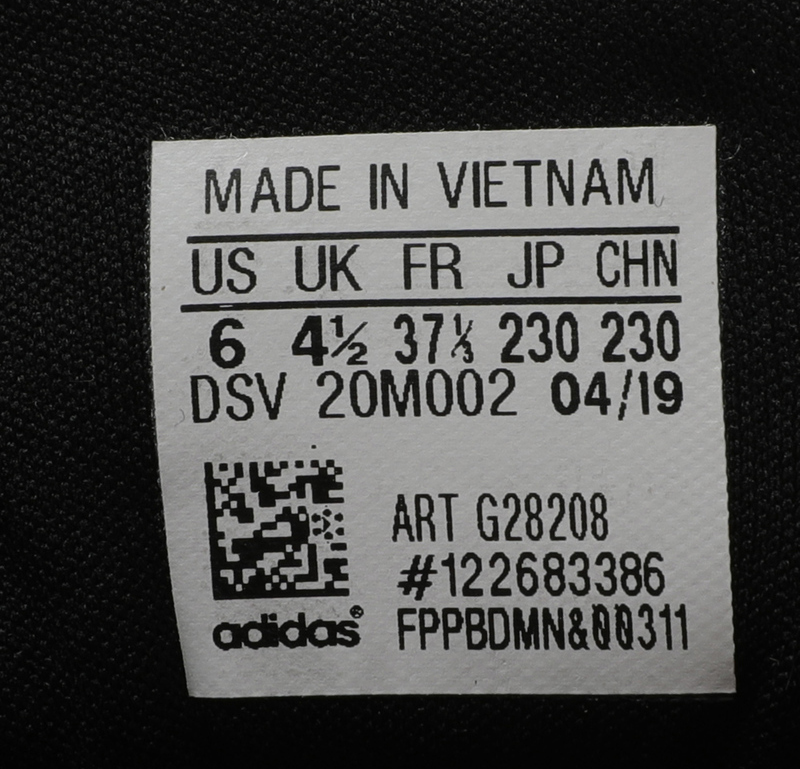 MADE IN VIETNAM
US UK FR JP CHN
6 4½ 37⅓ 230 230
DSV 20M002 04/19
ART G28208
#122683386
adidas® FPPBDMN&00311